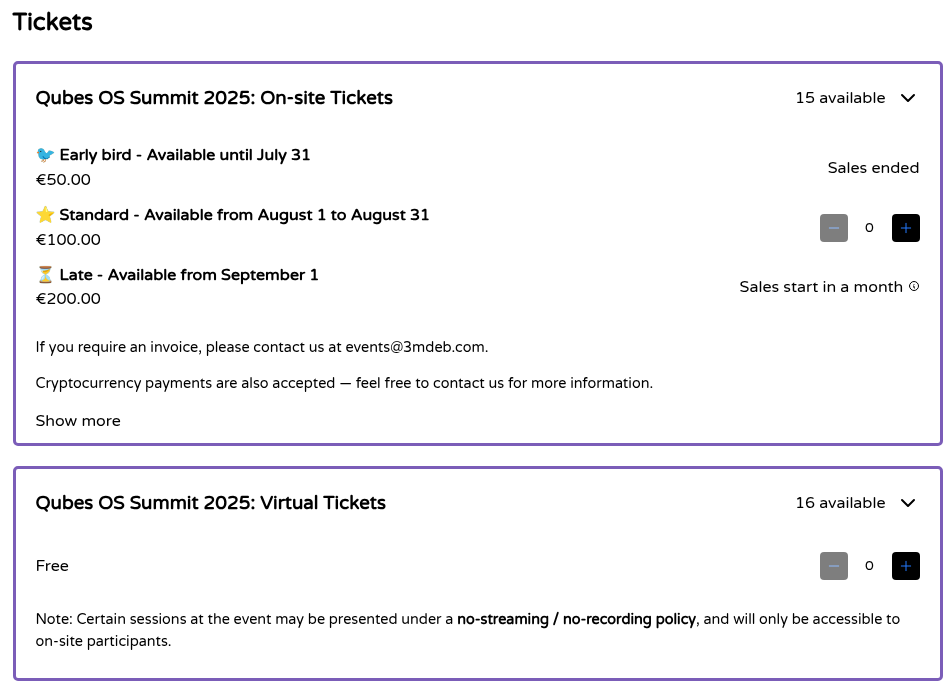 Tickets
Qubes OS Summit 2025: On-site Tickets
15 available
🐦 Early bird - Available until July 31
€50.00
Sales ended
⭐ Standard - Available from August 1 to August 31
€100.00
− 0 +
⏳ Late - Available from September 1
€200.00
Sales start in a month
If you require an invoice, please contact us at events@3mdeb.com.
Cryptocurrency payments are also accepted — feel free to contact us for more information.
Show more
Qubes OS Summit 2025: Virtual Tickets
16 available
Free
− 0 +
Note: Certain sessions at the event may be presented under a no-streaming / no-recording policy, and will only be accessible to
on-site participants.